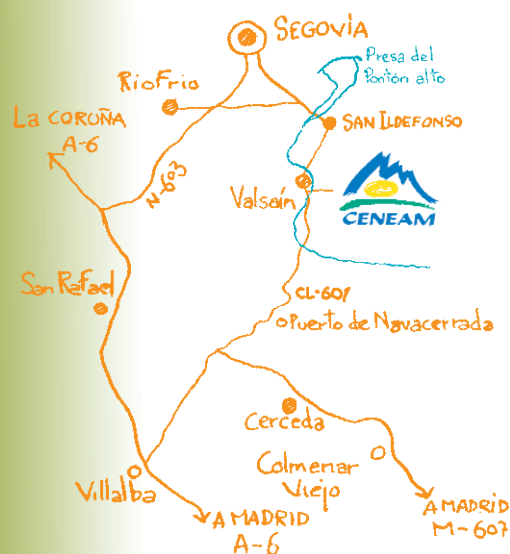 SEGOVIA
Presa del
Pontón alto
RíoFrío
LA CORUÑA
A-6
SAN ILDEFONSO
N-603
Valsaín
CENEAM
San Rafael
CL-601
Puerto de Navacerrada
Cerceda
Colmenar
Viejo
Villalba
A MADRID
A-6
A MADRID
M-607